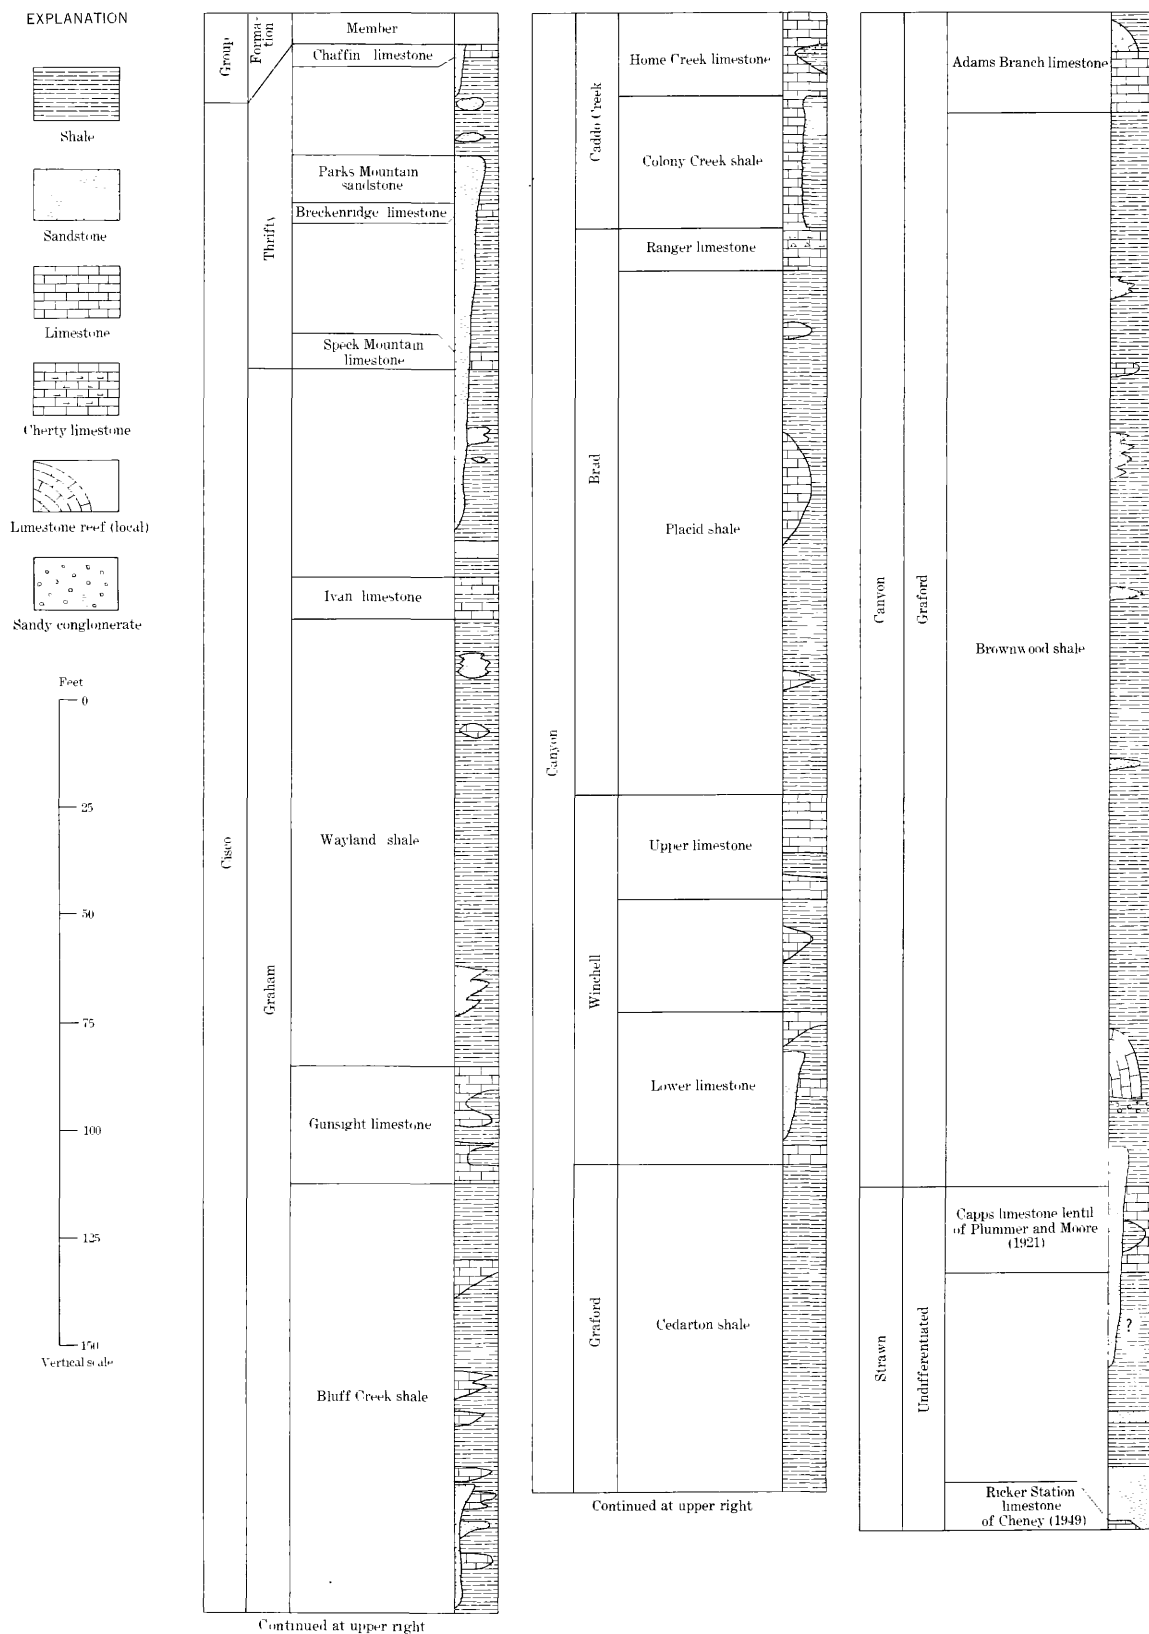 EXPLANATION
Shale
Sandstone
Limestone
Cherty limestone
Limestone reef (local)
Sandy conglomerate
Feet
0
25
50
75
100
125
150
Vertical scale
Group
Forma-
tion
Member
Chaffin limestone
Parks Mountain
sandstone
Breckenridge limestone
Thrifty
Speck Mountain
limestone
Ivan limestone
Wayland shale
Cisco
Graham
Gunsight limestone
Bluff Creek shale
Continued at upper right
Home Creek limestone
Caddo Creek
Colony Creek shale
Ranger limestone
Brad
Placid shale
Canyon
Upper limestone
Winchell
Lower limestone
Graford
Cedarton shale
Continued at upper right
Adams Branch limestone
Canyon
Graford
Brownwood shale
Capps limestone lentil
of Plummer and Moore
(1921)
?
Strawn
Undifferentiated
Ricker Station
limestone
of Cheney (1949)